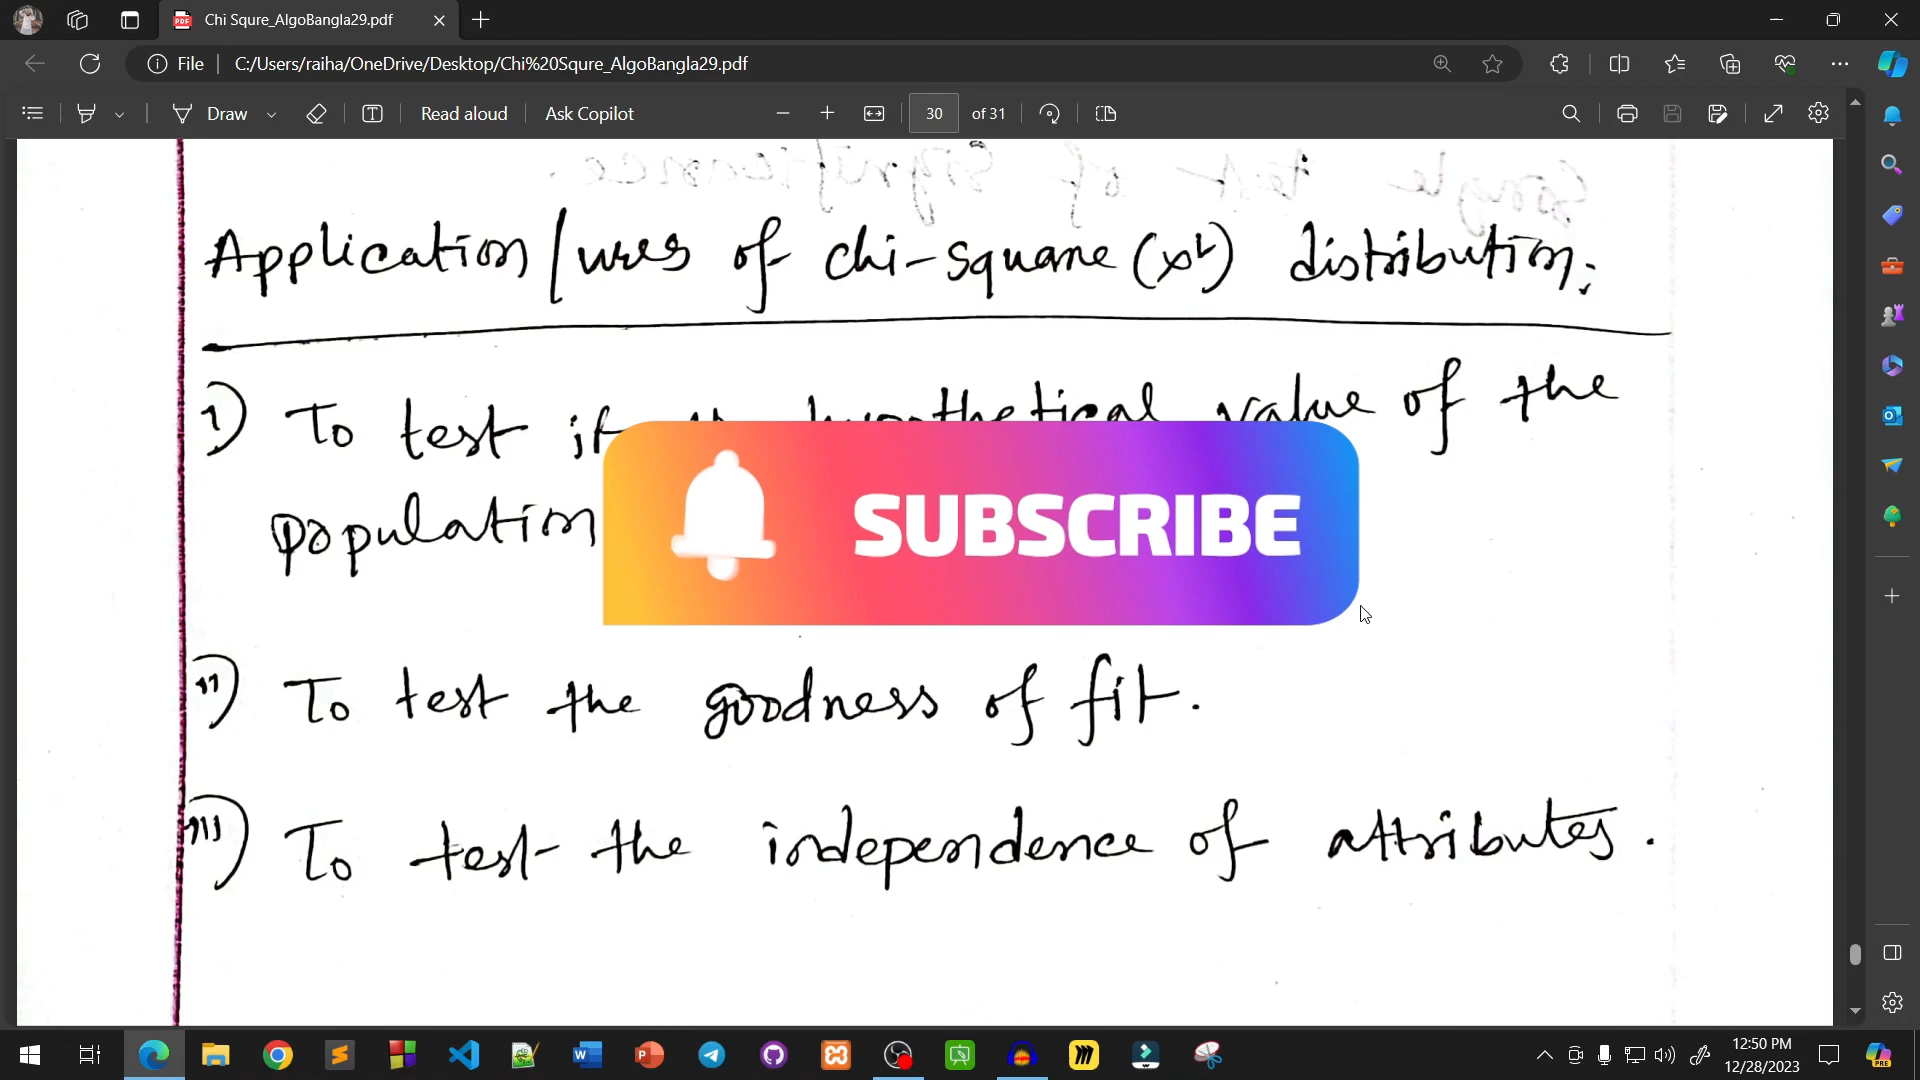 Chi Squre_AlgoBangla29.pdf
File C:/Users/raiha/OneDrive/Desktop/Chi%20Squre_AlgoBangla29.pdf
Draw Read aloud Ask Copilot 30 of 31
Application/uses of chi-square (x²) distribution:
i) To test if hypothetical value of the
population
SUBSCRIBE
ii) To test the goodness of fit.
iii) To test the independence of attributes.
12:50 PM
12/28/2023